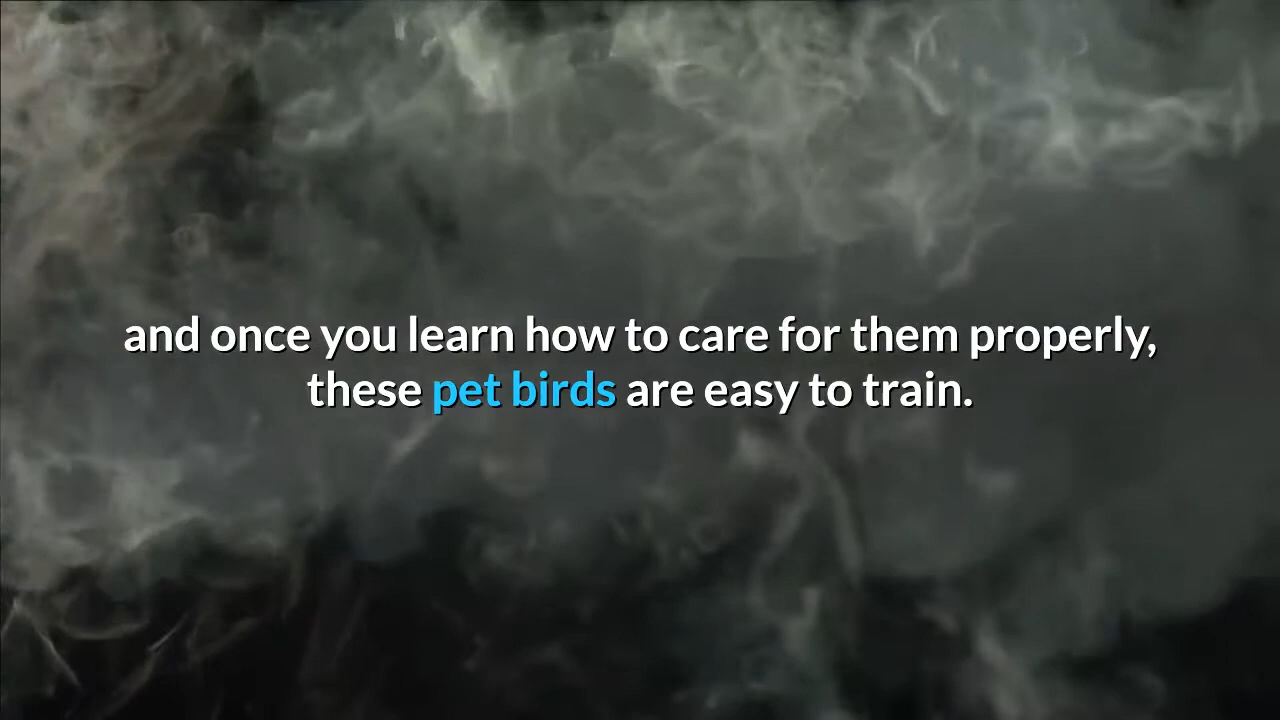 and once you learn how to care for them properly,
these pet birds are easy to train.